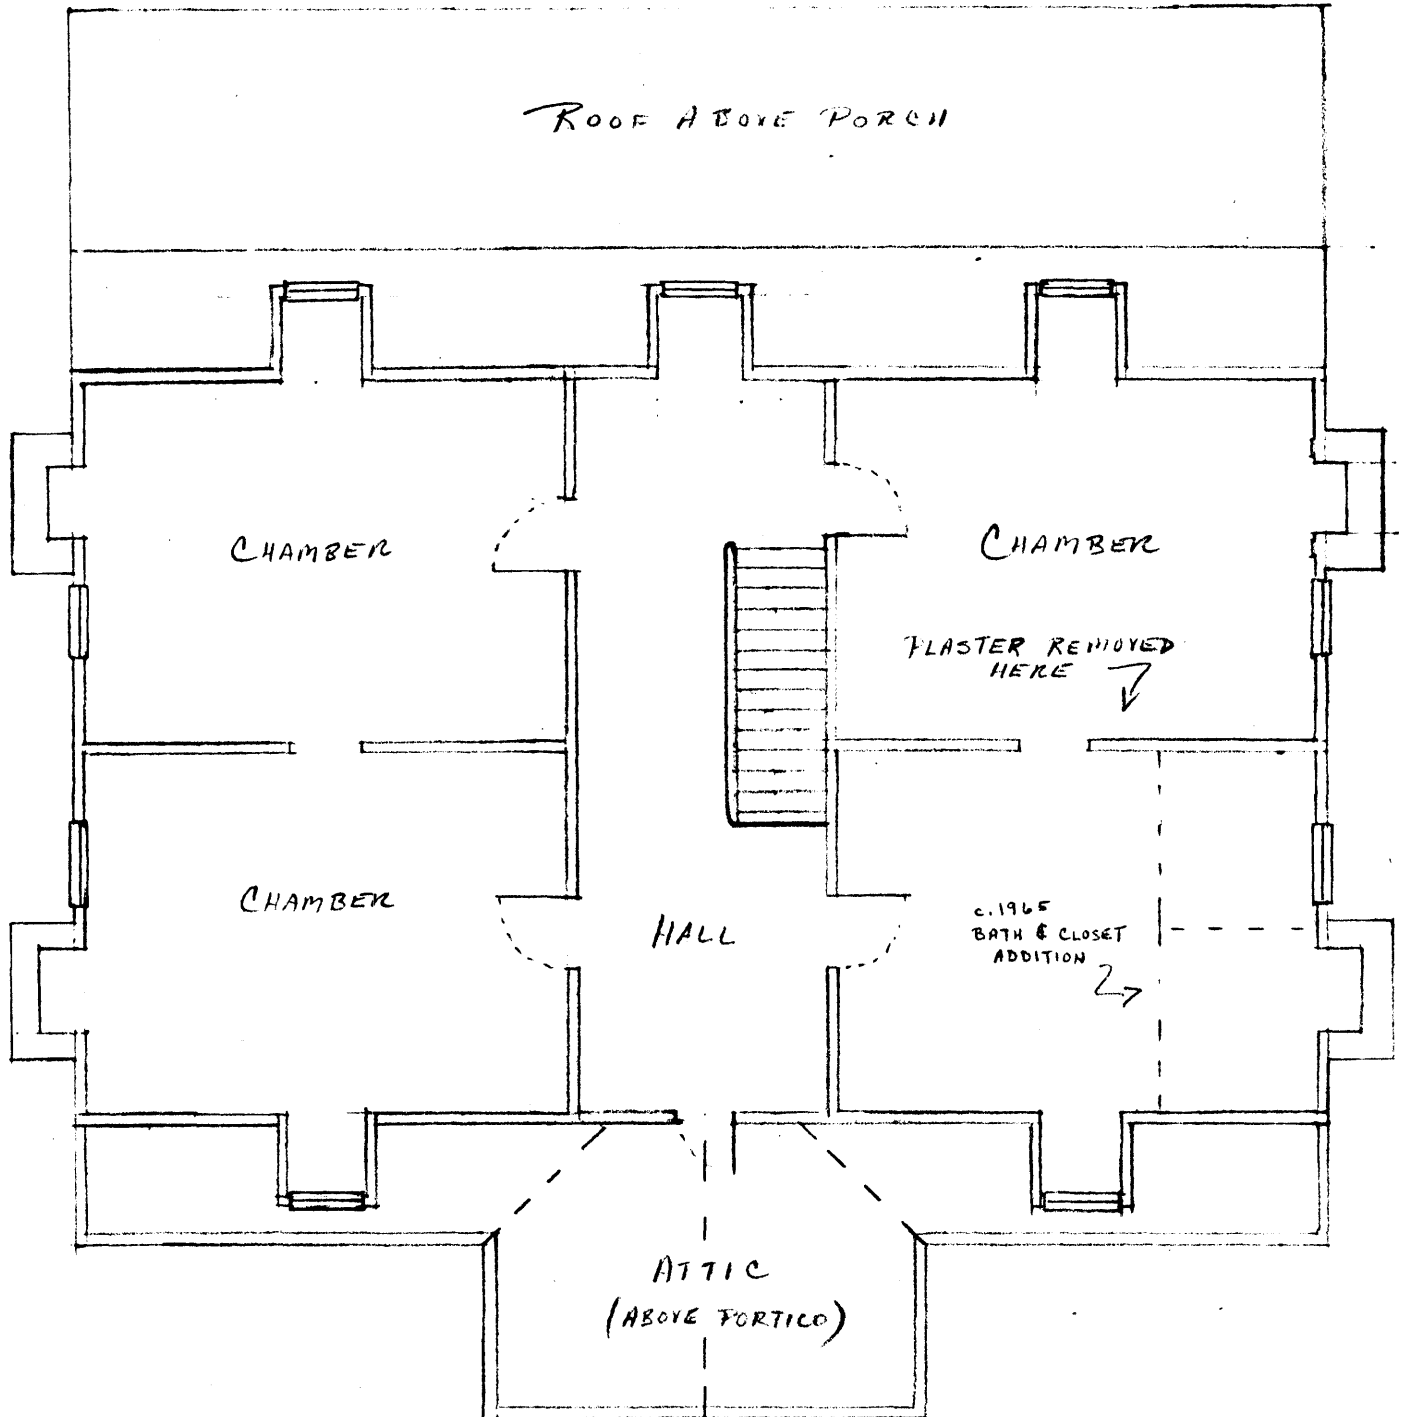 ROOF ABOVE PORCH
CHAMBER
CHAMBER
PLASTER REMOVED
HERE
CHAMBER
HALL
c.1965
BATH & CLOSET
ADDITION
ATTIC
(ABOVE PORTICO)